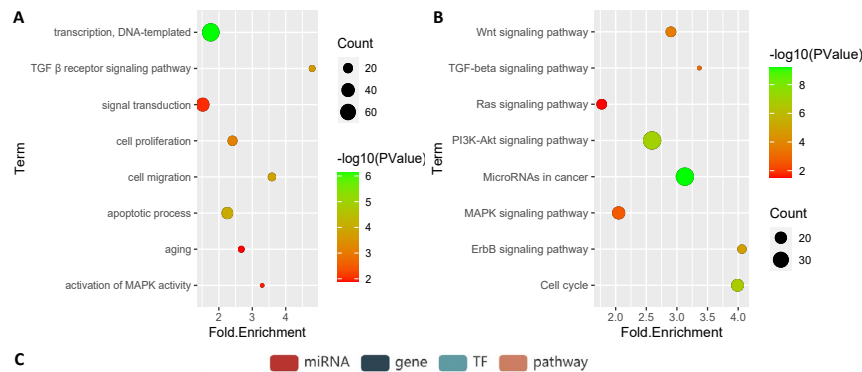 A
transcription, DNA-templated
TGF β receptor signaling pathway
signal transduction
cell proliferation
cell migration
apoptotic process
aging
activation of MAPK activity
Term
2 3 4
Fold.Enrichment
Count
20
40
60
-log10(PValue)
6
5
4
3
2
B
Wnt signaling pathway
TGF-beta signaling pathway
Ras signaling pathway
PI3K-Akt signaling pathway
MicroRNAs in cancer
MAPK signaling pathway
ErbB signaling pathway
Cell cycle
Term
2.0 2.5 3.0 3.5 4.0
Fold.Enrichment
-log10(PValue)
8
6
4
2
Count
20
30
C
miRNA gene TF pathway